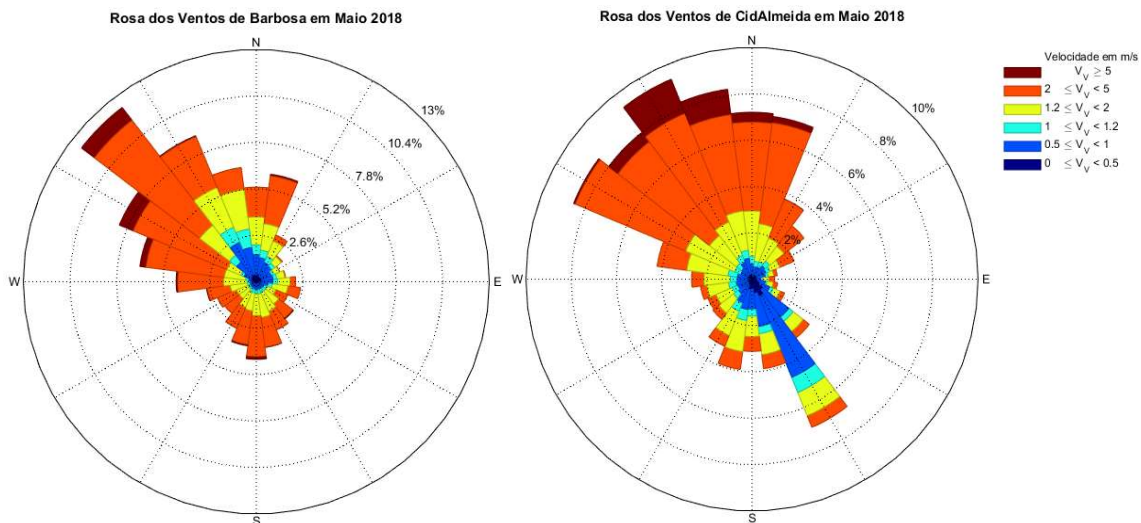 Rosa dos Ventos de Barbosa em Maio 2018
N
13%
10.4%
7.8%
5.2%
2.6%
W
E
S
Rosa dos Ventos de CidAlmeida em Maio 2018
N
10%
8%
6%
4%
2%
W
E
S
Velocidade em m/s
V_V ≥ 5
2 ≤ V_V < 5
1.2 ≤ V_V < 2
1 ≤ V_V < 1.2
0.5 ≤ V_V < 1
0 ≤ V_V < 0.5